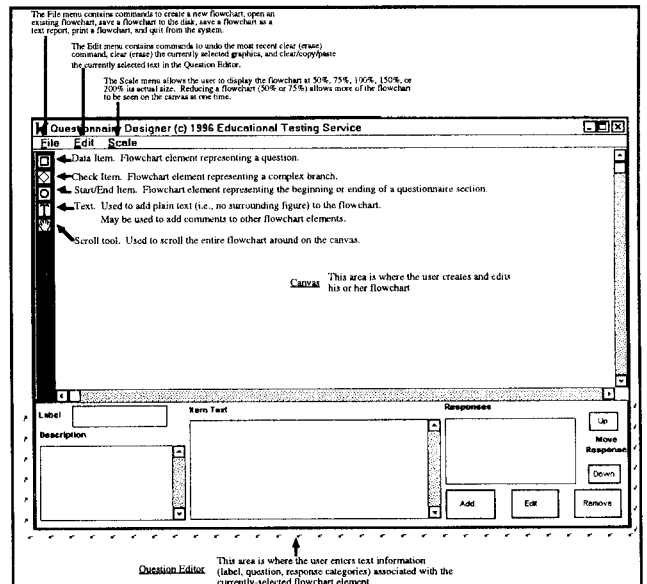 The File menu contains commands to create a new flowchart, open an
existing flowchart, save a flowchart to the disk, save a flowchart as a
text report, print a flowchart, and quit from the system.
The Edit menu contains commands to undo the most recent clear (erase)
command, clear (erase) the currently selected graphics, and clear/copy/paste
the currently selected text in the Question Editor.
The Scale menu allows the user to display the flowchart at 50%, 75%, 100%, 150%, or
200% its actual size. Reducing a flowchart (50% or 75%) allows more of the flowchart
to be seen on the canvas at one time.
Questionnaire Designer (c) 1996 Educational Testing Service
File Edit Scale
Data Item. Flowchart element representing a question.
Check Item. Flowchart element representing a complex branch.
Start/End Item. Flowchart element representing the beginning or ending of a questionnaire section.
T Text. Used to add plain text (i.e., no surrounding figure) to the flowchart.
May be used to add comments to other flowchart elements.
Scroll tool. Used to scroll the entire flowchart around on the canvas.
Canvas This area is where the user creates and edits
his or her flowchart
Label
Item Text
Responses
Description
Up
Move
Response
Down
Add Edit Remove
Question Editor This area is where the user enters text information
(label, question, response categories) associated with the
currently-selected flowchart element